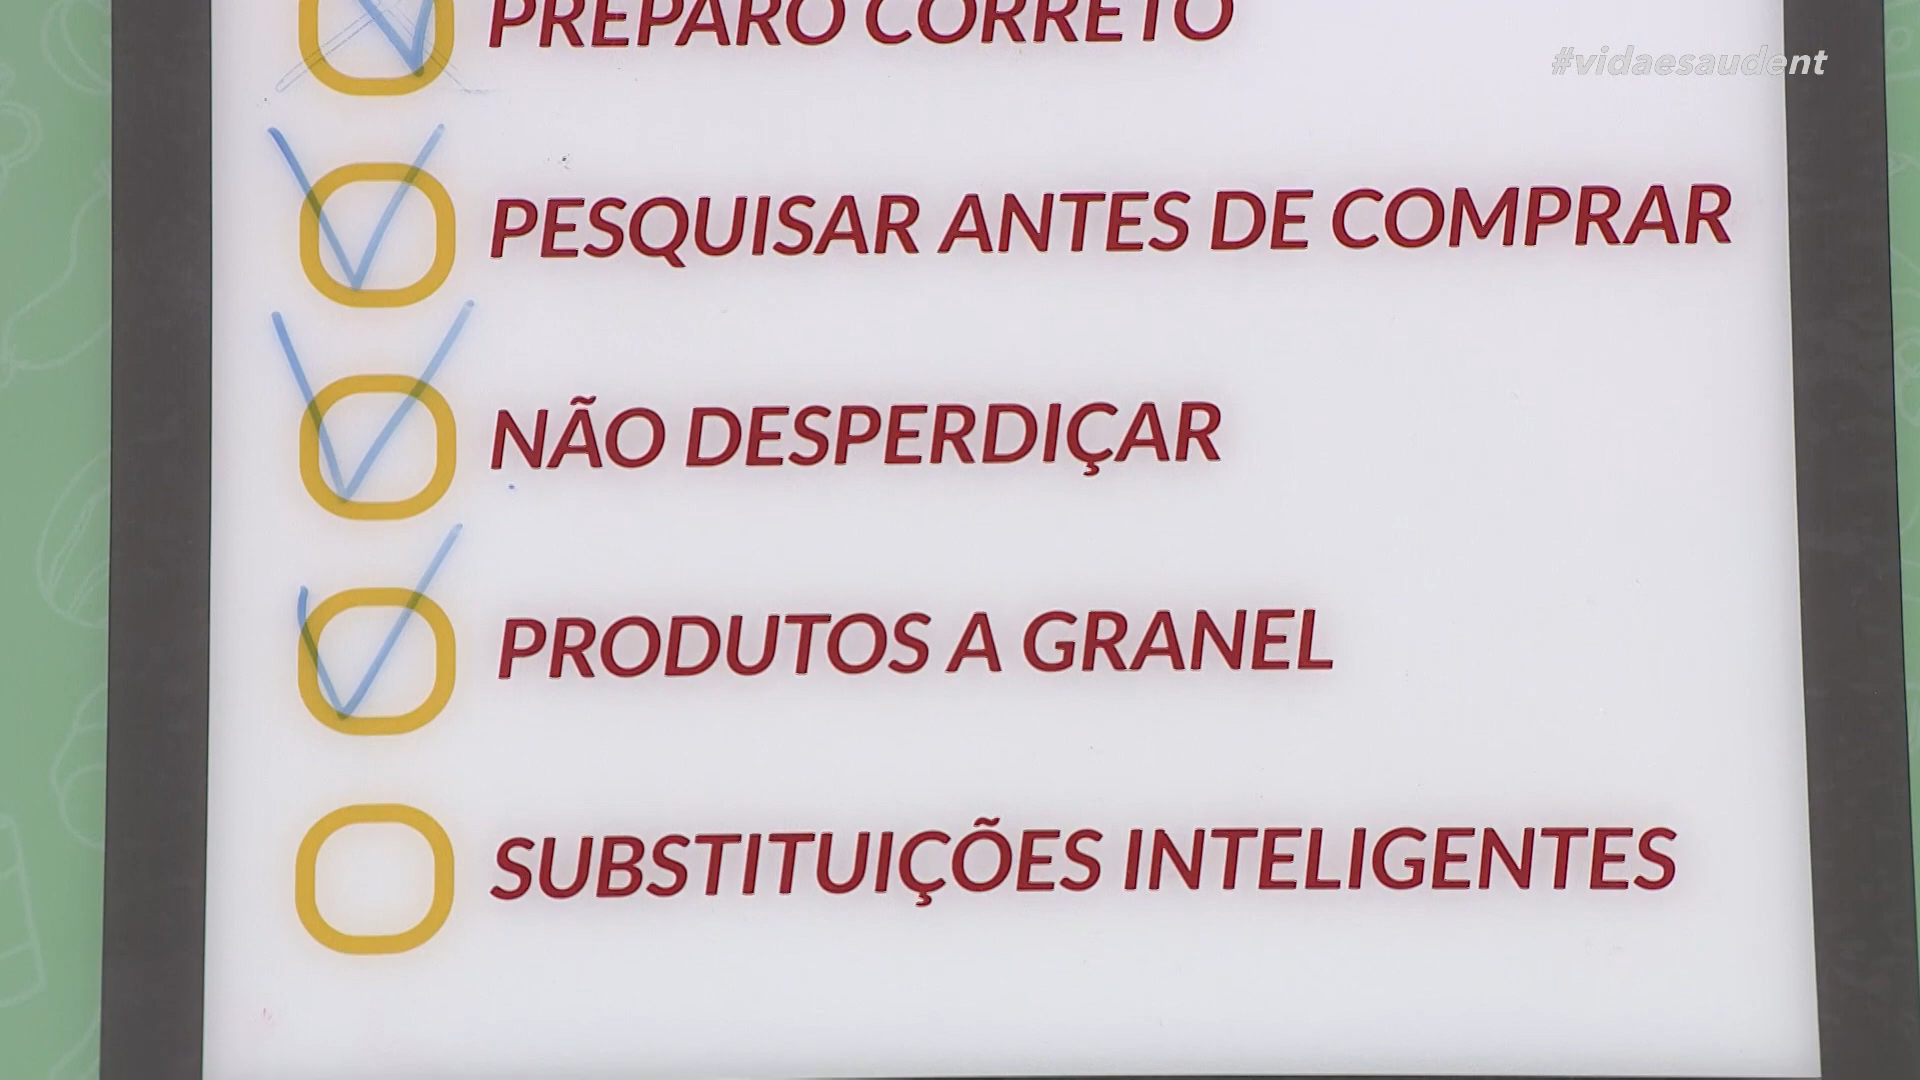 PREPARO CORRETO
#vidaesaudent
PESQUISAR ANTES DE COMPRAR
NÃO DESPERDIÇAR
PRODUTOS A GRANEL
SUBSTITUIÇÕES INTELIGENTES